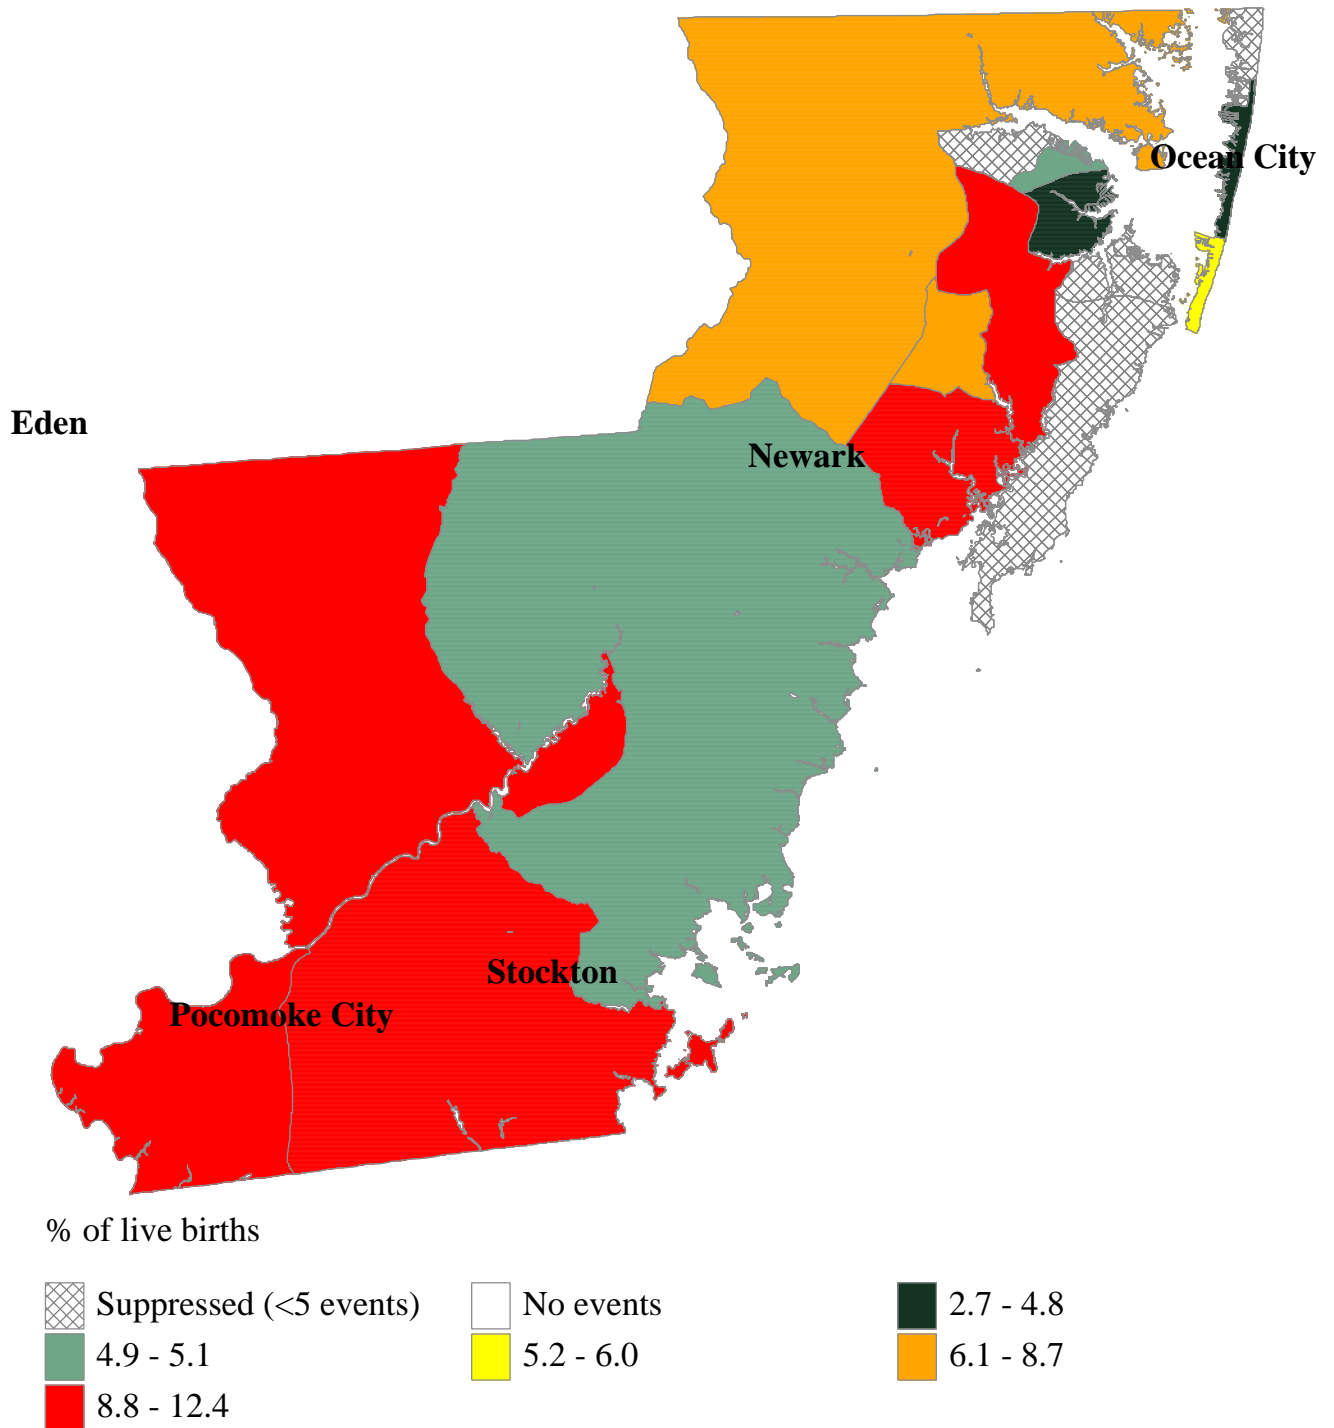 Ocean City
Eden
Newark
Stockton
Pocomoke City
% of live births
Suppressed (<5 events)
No events
2.7 - 4.8
4.9 - 5.1
5.2 - 6.0
6.1 - 8.7
8.8 - 12.4